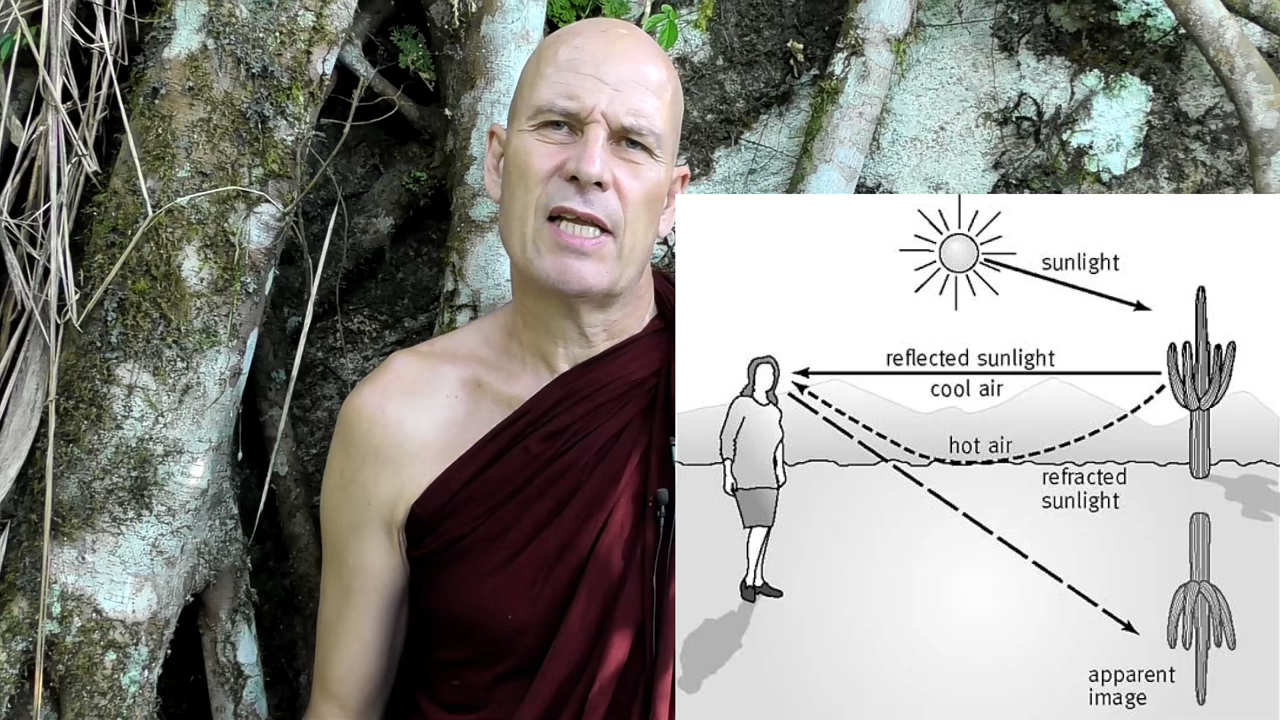 sunlight
reflected sunlight
cool air
hot air
refracted
sunlight
apparent
image